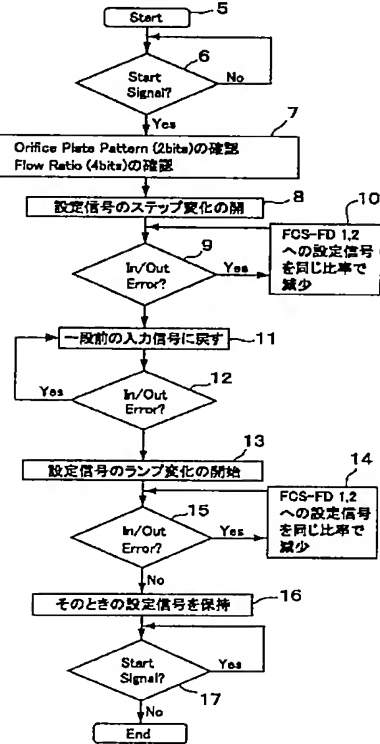 Start
5
6
Start
Signal?
No
Yes
7
Orifice Plate Pattern (2bits)の確認
Flow Ratio (4bits)の確認
8
設定信号のステップ変化の開
10
FCS-FD 1,2
への設定信号
を同じ比率で
減少
9
In/Out
Error?
Yes
一段前の入力信号に戻す
11
Yes
12
In/Out
Error?
13
設定信号のランプ変化の開始
14
FCS-FD 1,2
への設定信号
を同じ比率で
減少
15
In/Out
Error?
Yes
No
そのときの設定信号を保持
16
Start
Signal?
Yes
17
No
End